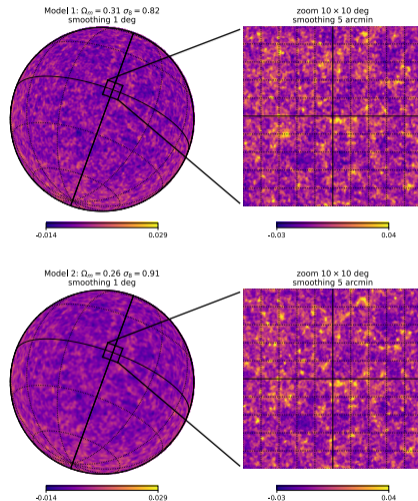 Model 1: Ωₘ = 0.31 σ₈ = 0.82
smoothing 1 deg
zoom 10 × 10 deg
smoothing 5 arcmin
-0.014
0.029
-0.03
0.04
Model 2: Ωₘ = 0.26 σ₈ = 0.91
smoothing 1 deg
zoom 10 × 10 deg
smoothing 5 arcmin
-0.014
0.029
-0.03
0.04